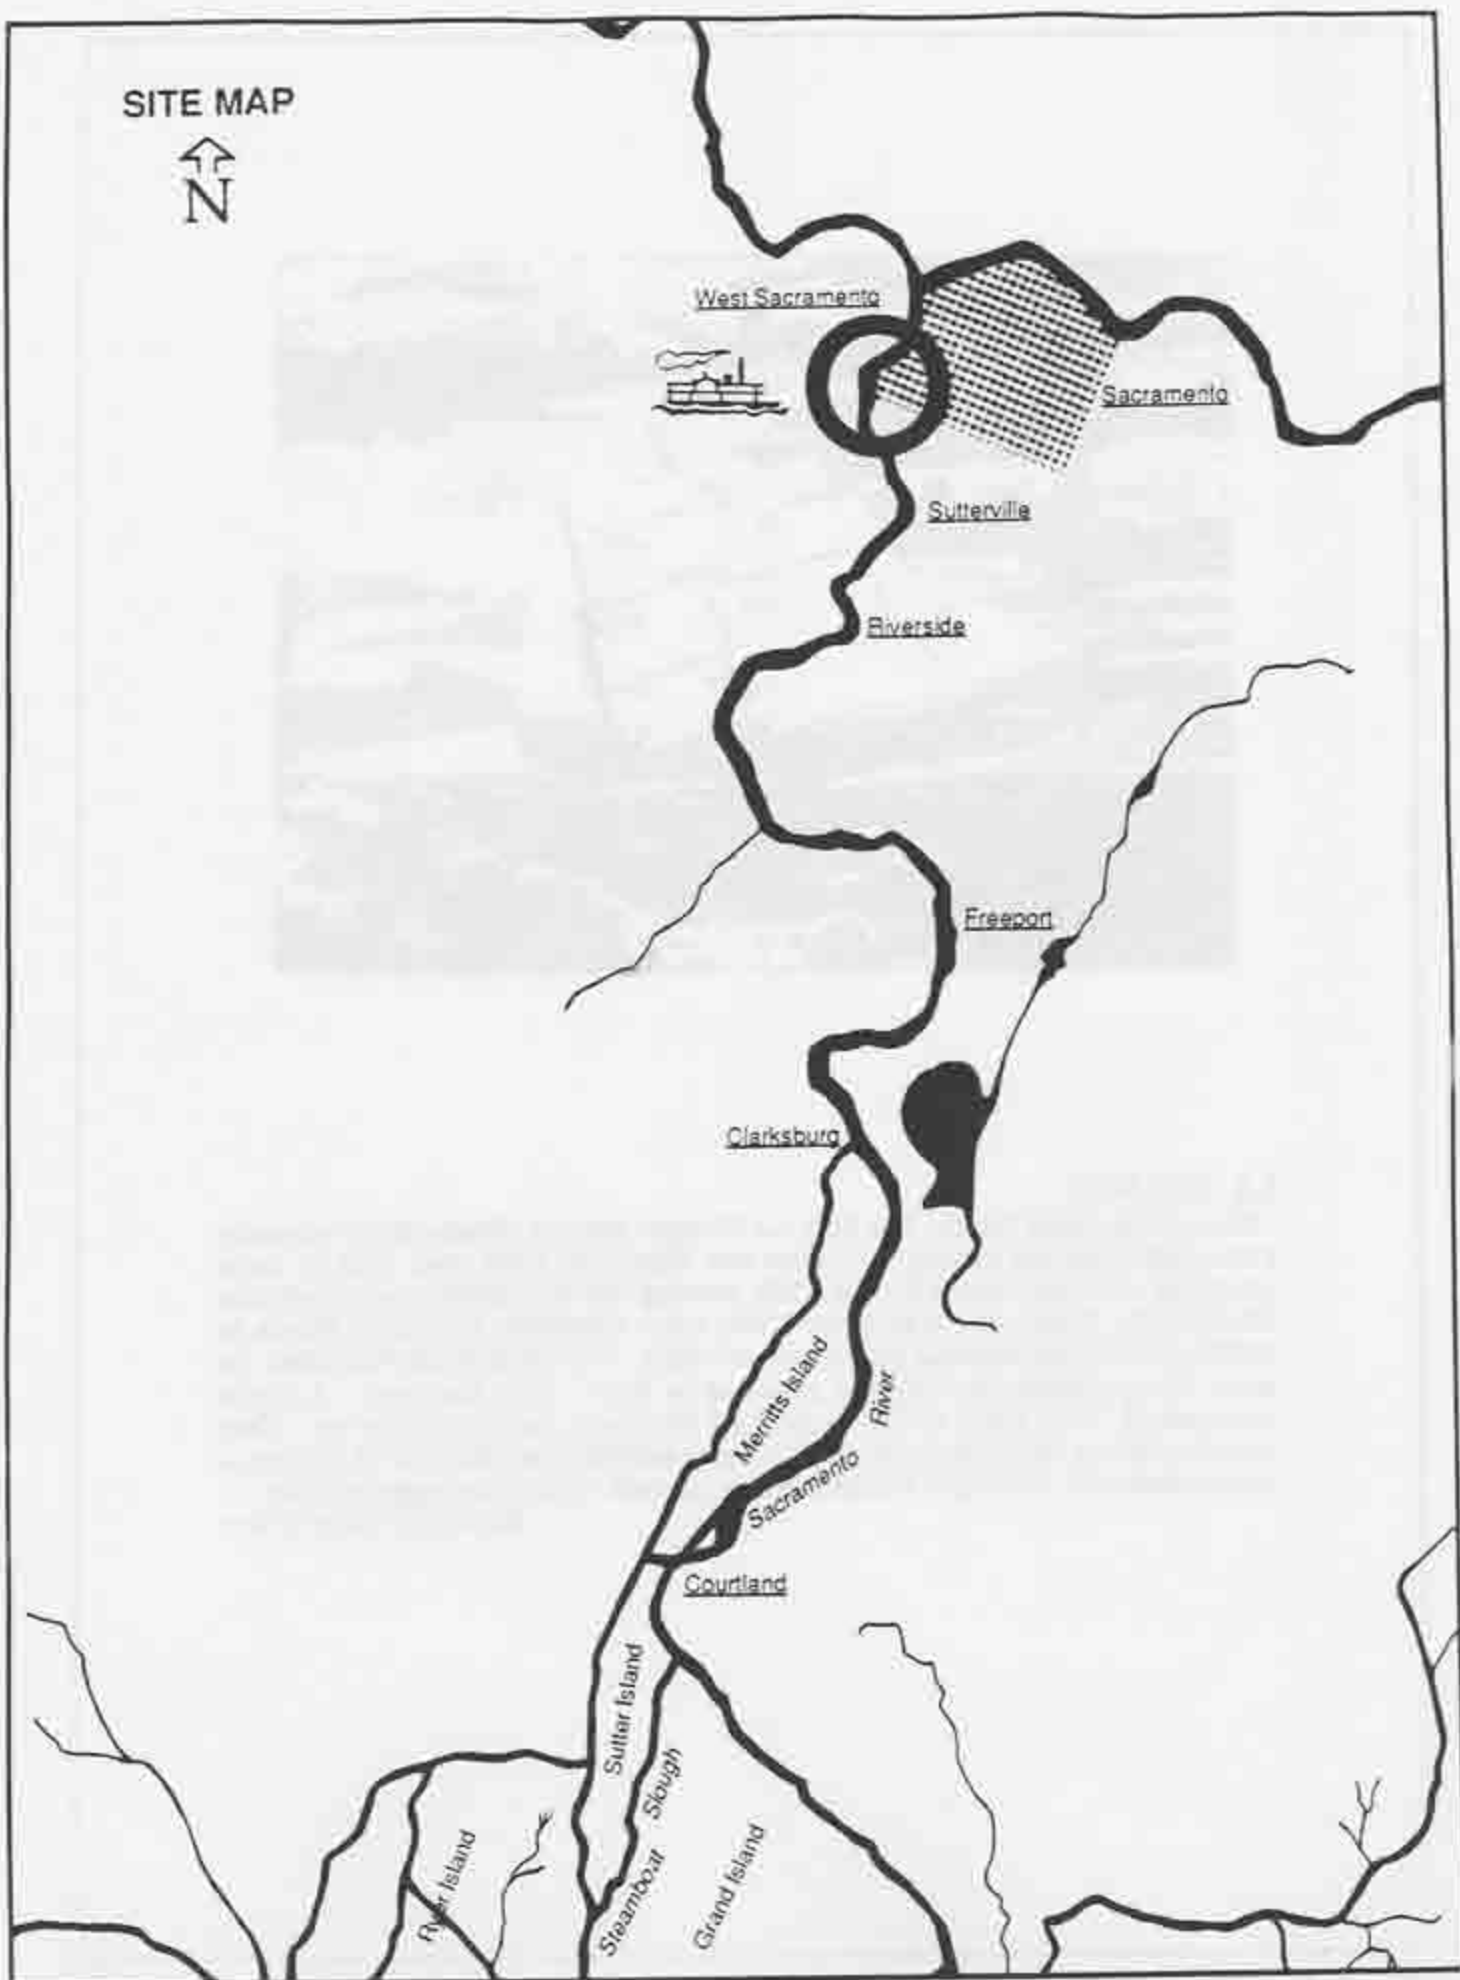 SITE MAP
N
West Sacramento
Sacramento
Sutterville
Riverside
Freeport
Clarksburg
Merritts Island
River
Sacramento
Courtland
Sutter Island
Slough
Steamboat
River Island
Grand Island